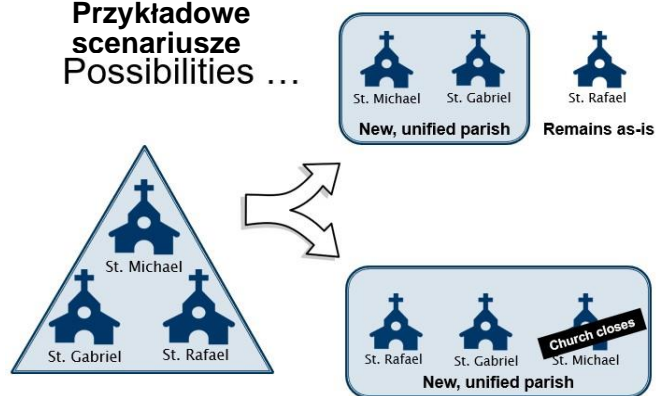 Przykładowe
scenariusze
Possibilities …
St. Michael
St. Gabriel
St. Rafael
New, unified parish
Remains as-is
St. Michael
St. Gabriel
St. Rafael
St. Rafael
St. Gabriel
Church closes
St. Michael
New, unified parish